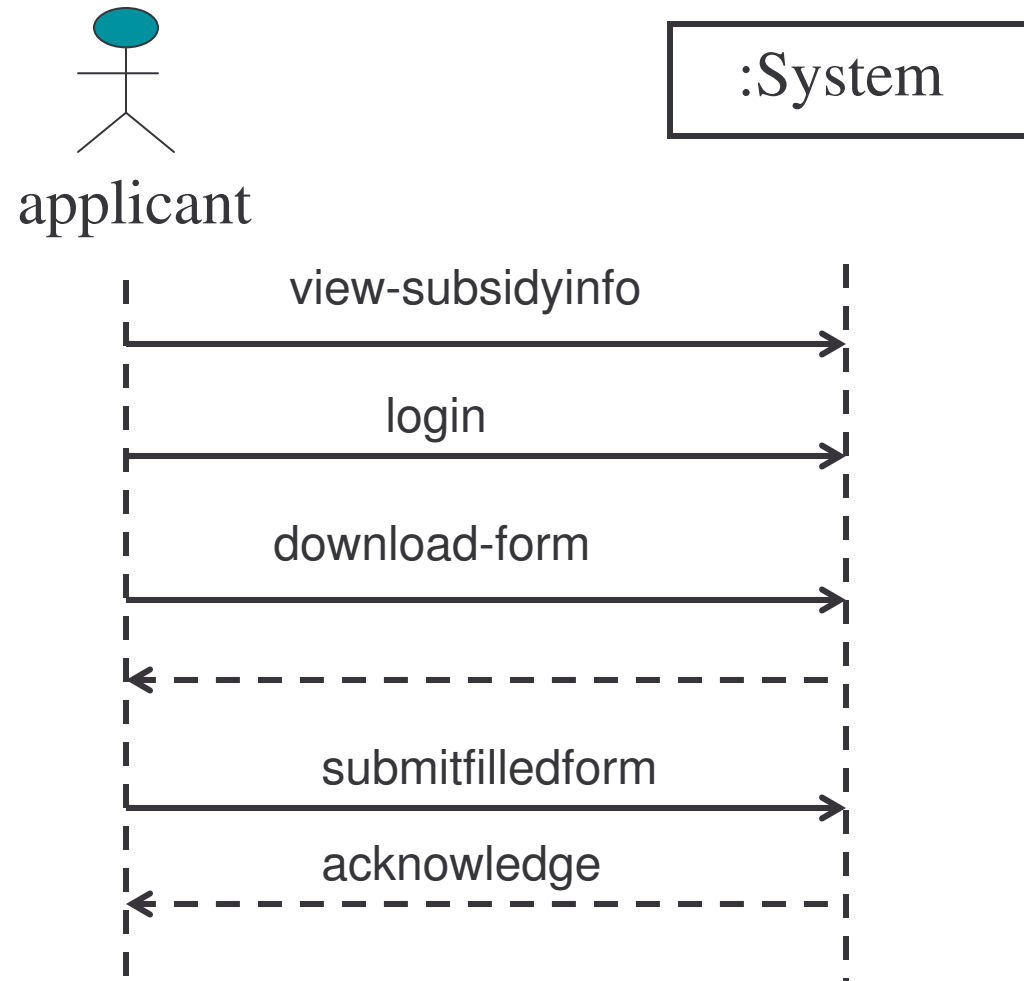 :System
applicant
view-subsidyinfo
login
download-form
submitfilledform
acknowledge